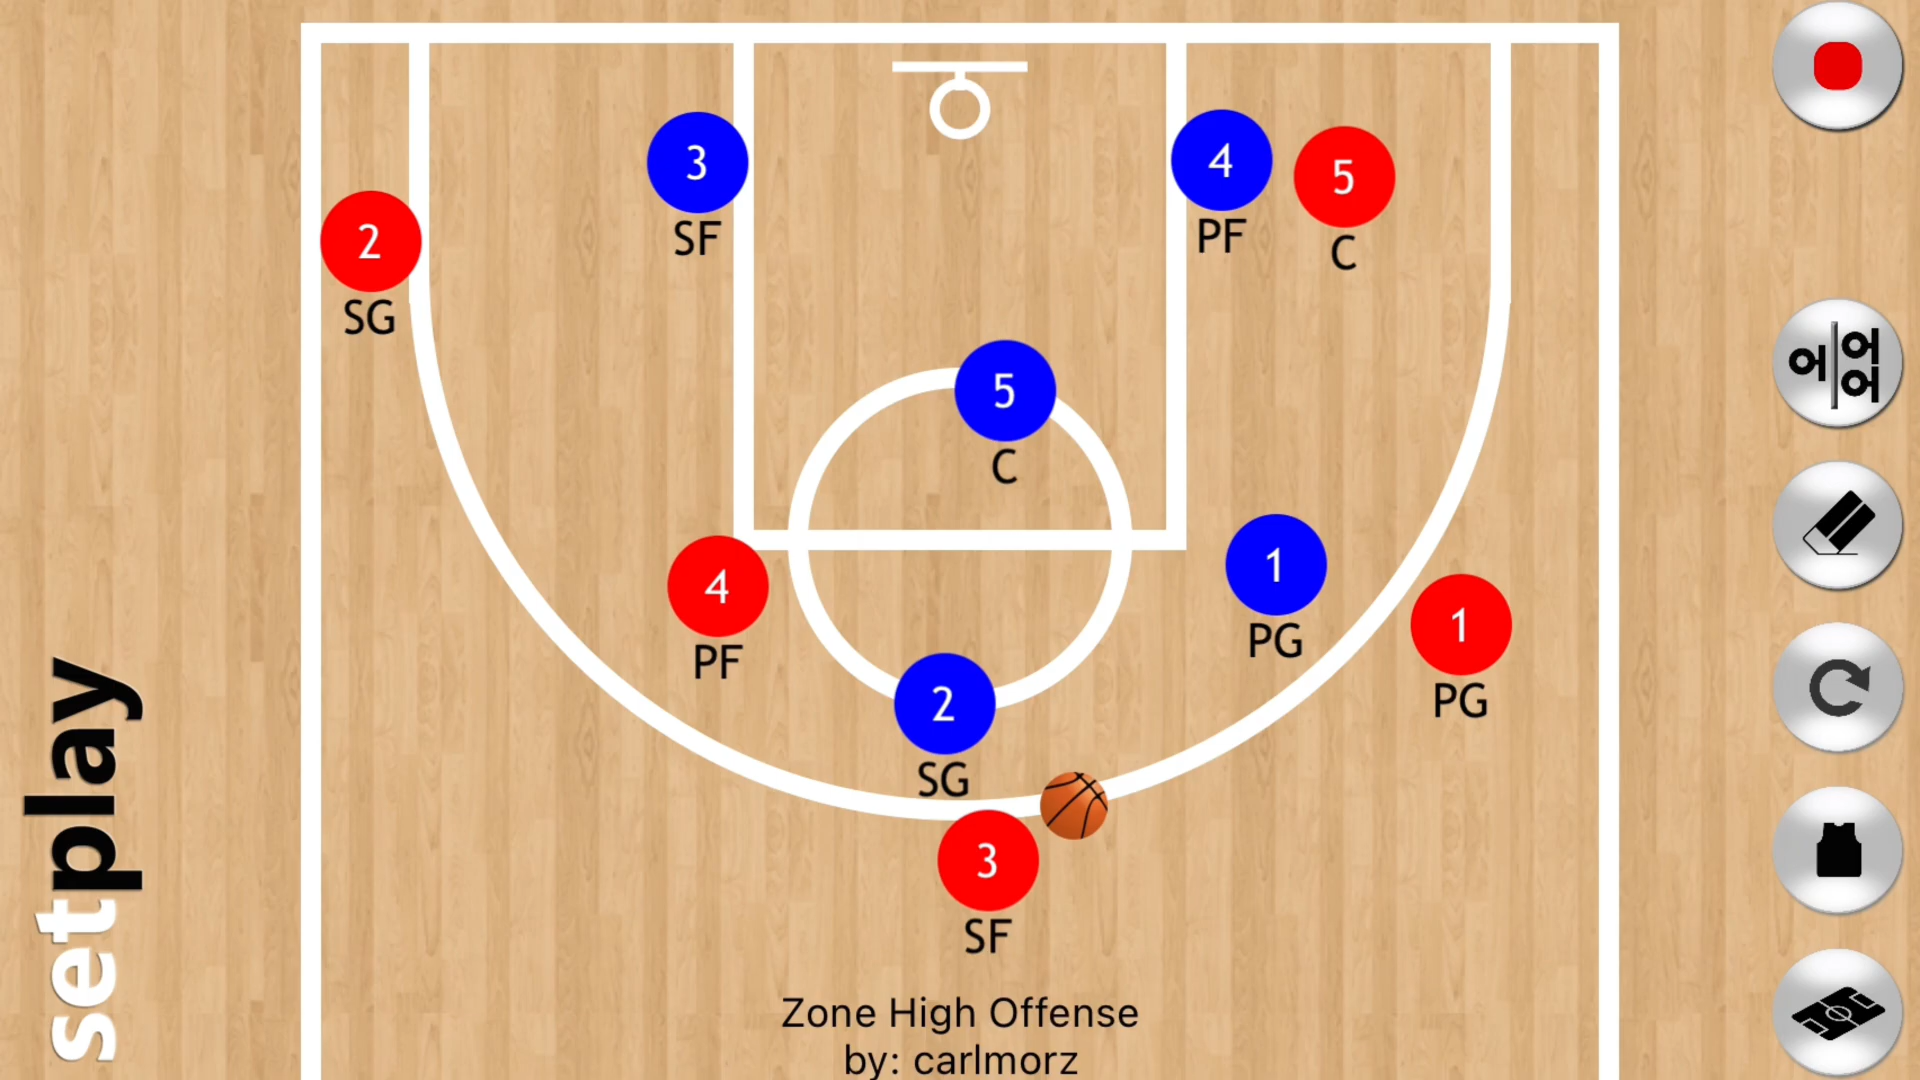 3
SF
4
PF
5
C
2
SG
5
C
4
PF
1
PG
1
PG
2
SG
3
SF
setplay
Zone High Offense
by: carlmorz